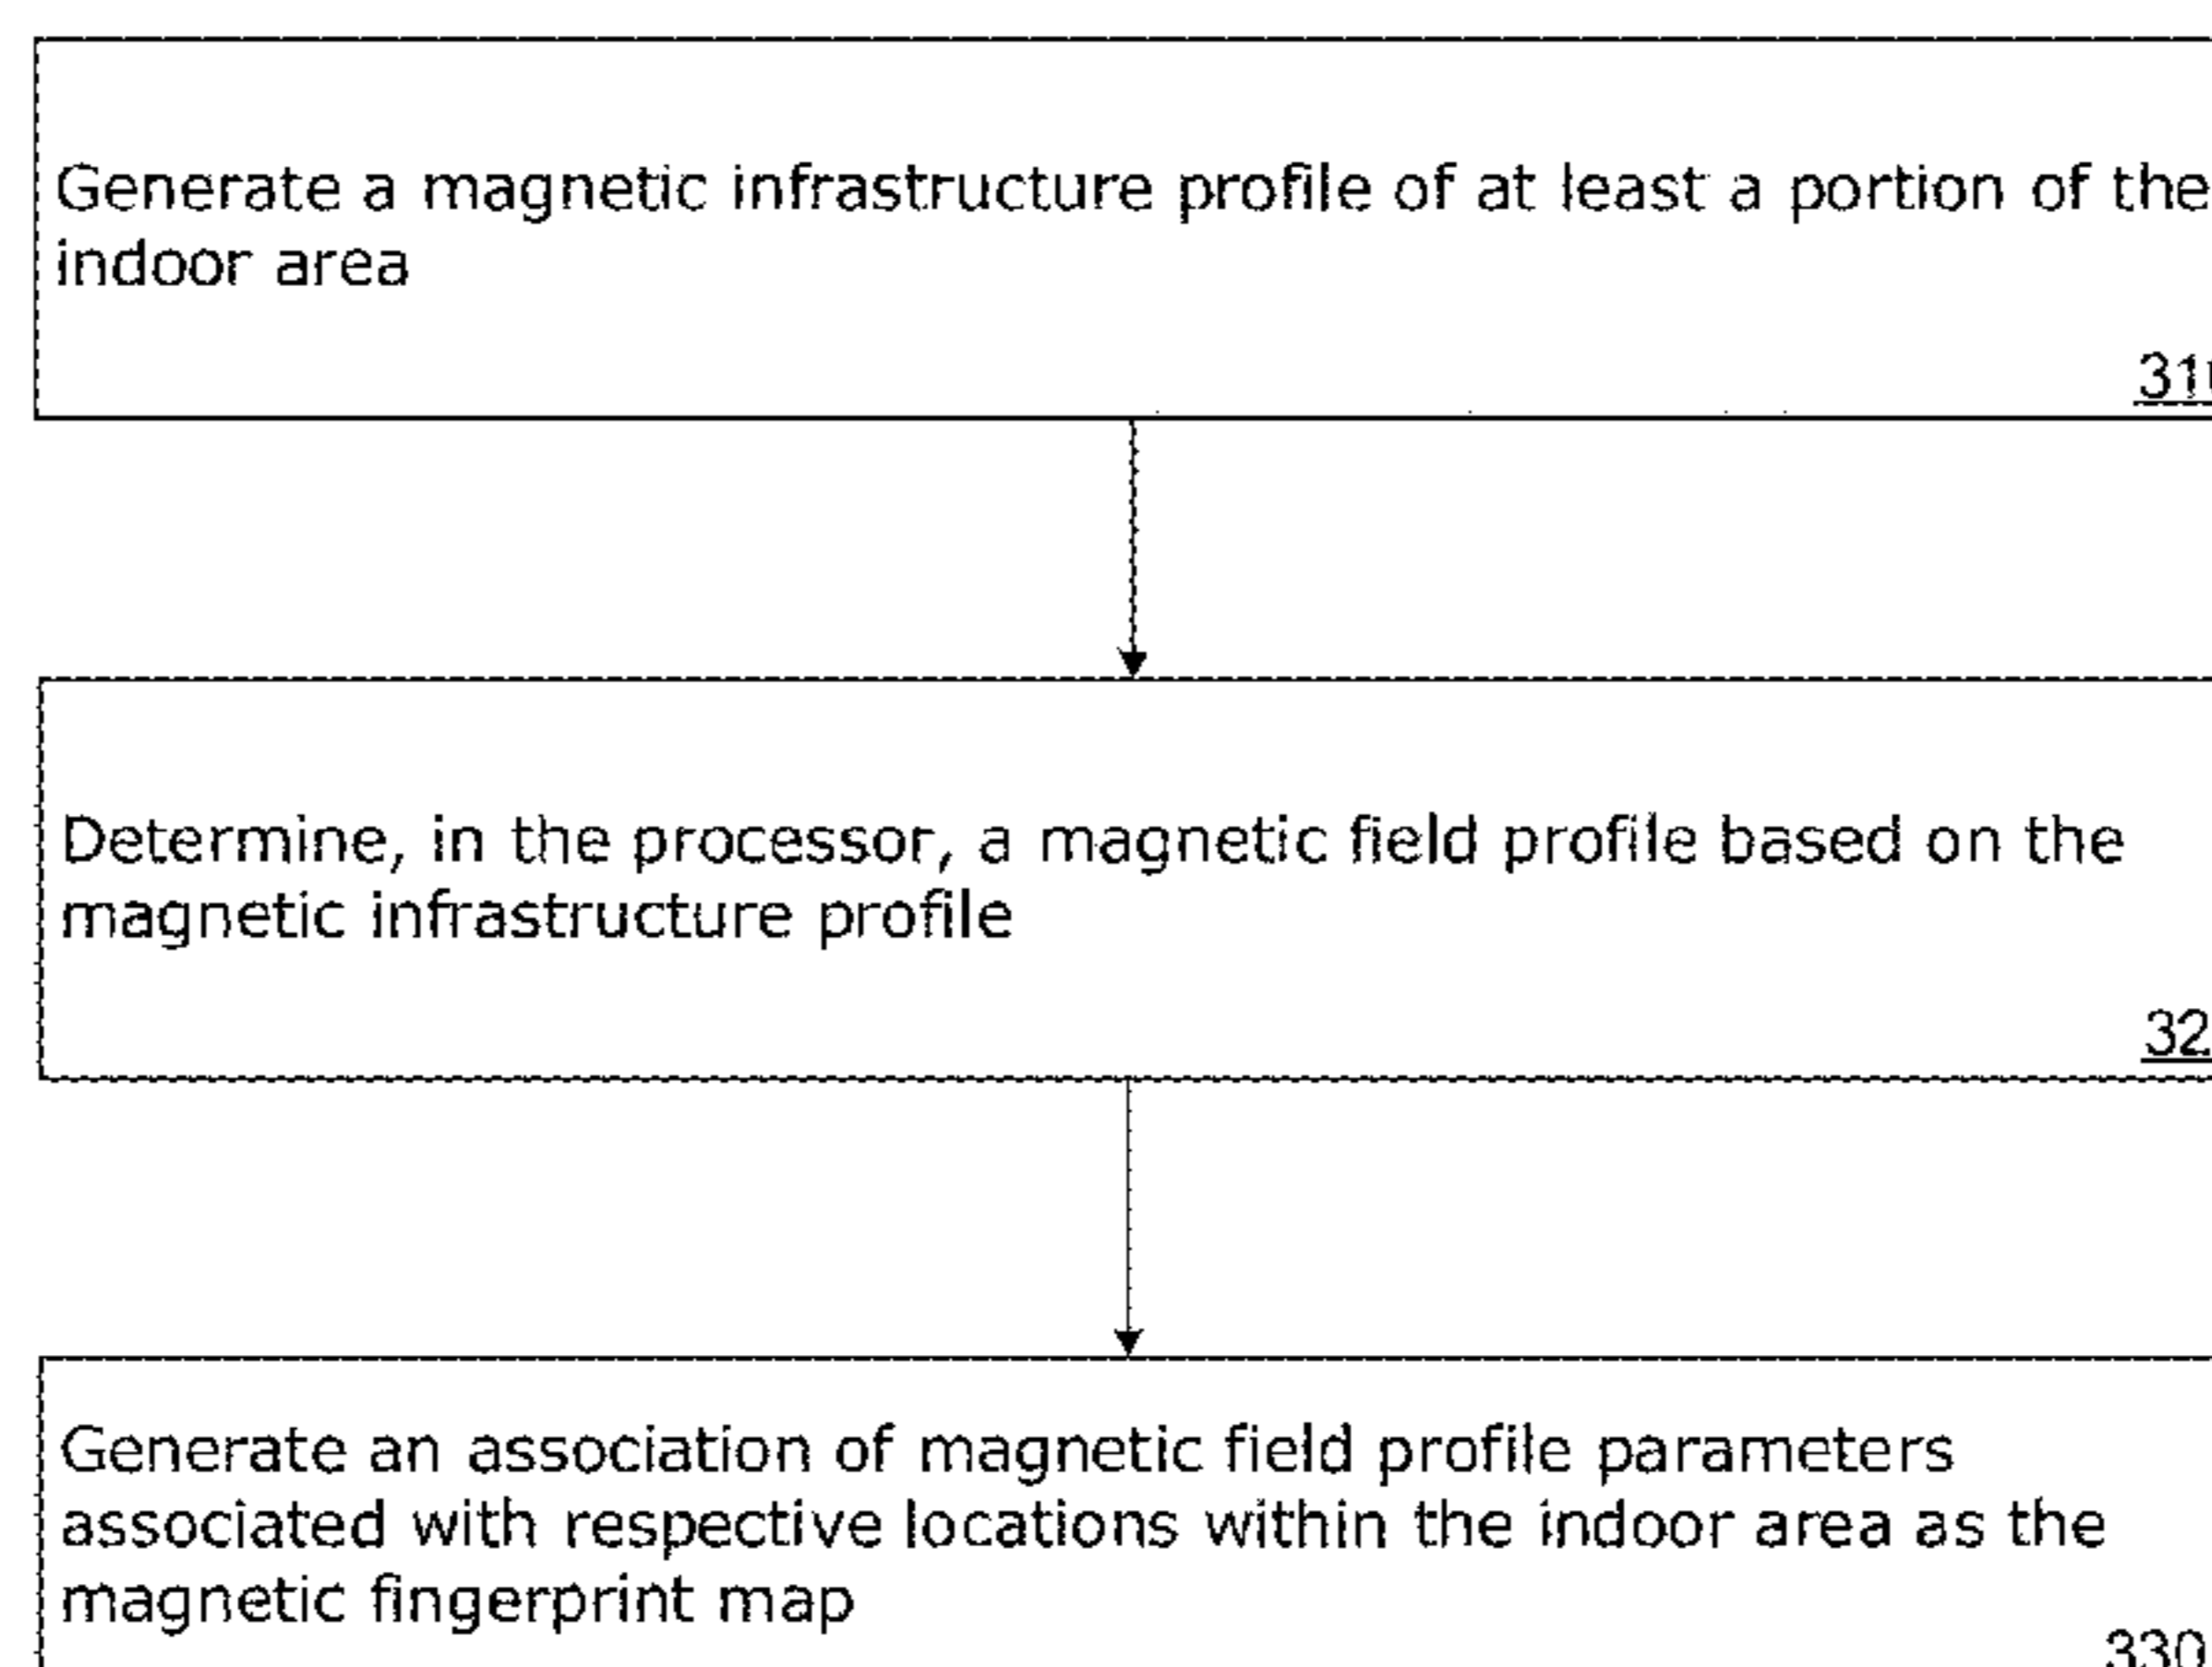 Generate a magnetic infrastructure profile of at least a portion of the
indoor area
Determine, in the processor, a magnetic field profile based on the
magnetic infrastructure profile
Generate an association of magnetic field profile parameters
associated with respective locations within the indoor area as the
magnetic fingerprint map
330